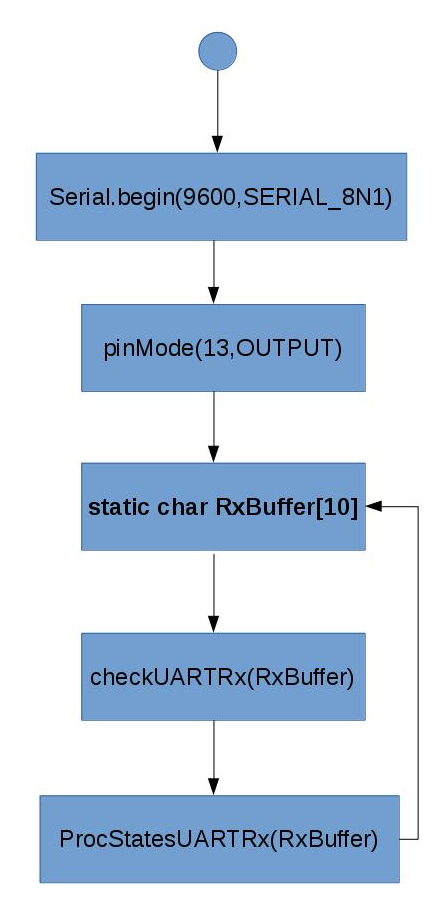 Serial.begin(9600,SERIAL_8N1)
pinMode(13,OUTPUT)
static char RxBuffer[10]
checkUARTRx(RxBuffer)
ProcStatesUARTRx(RxBuffer)